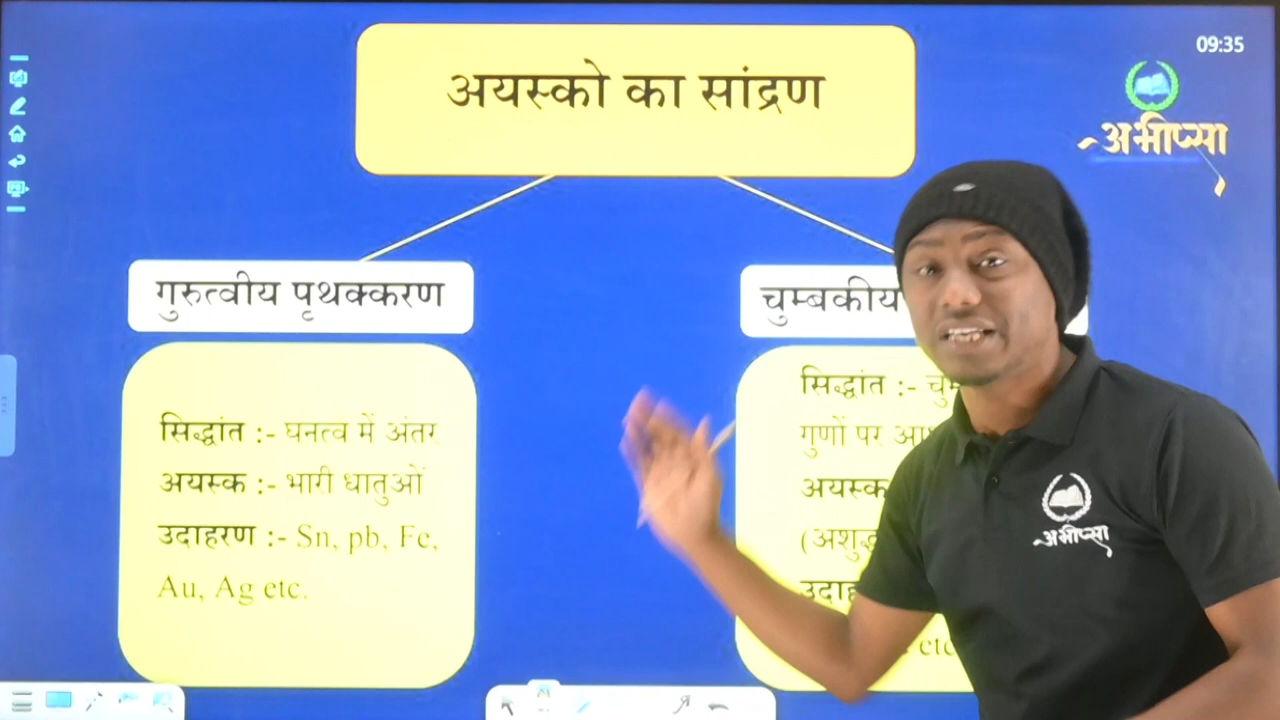 अयस्को का सांद्रण
09:35
अभीप्सा
गुरुत्वीय पृथक्करण
सिद्धांत :- घनत्व में अंतर
अयस्क :- भारी धातुओं
उदाहरण :- Sn, pb, Fe,
Au, Ag etc.
चुम्बकीय
सिद्धांत :-
गुणों पर
अयस्क
etc
अभीप्सा